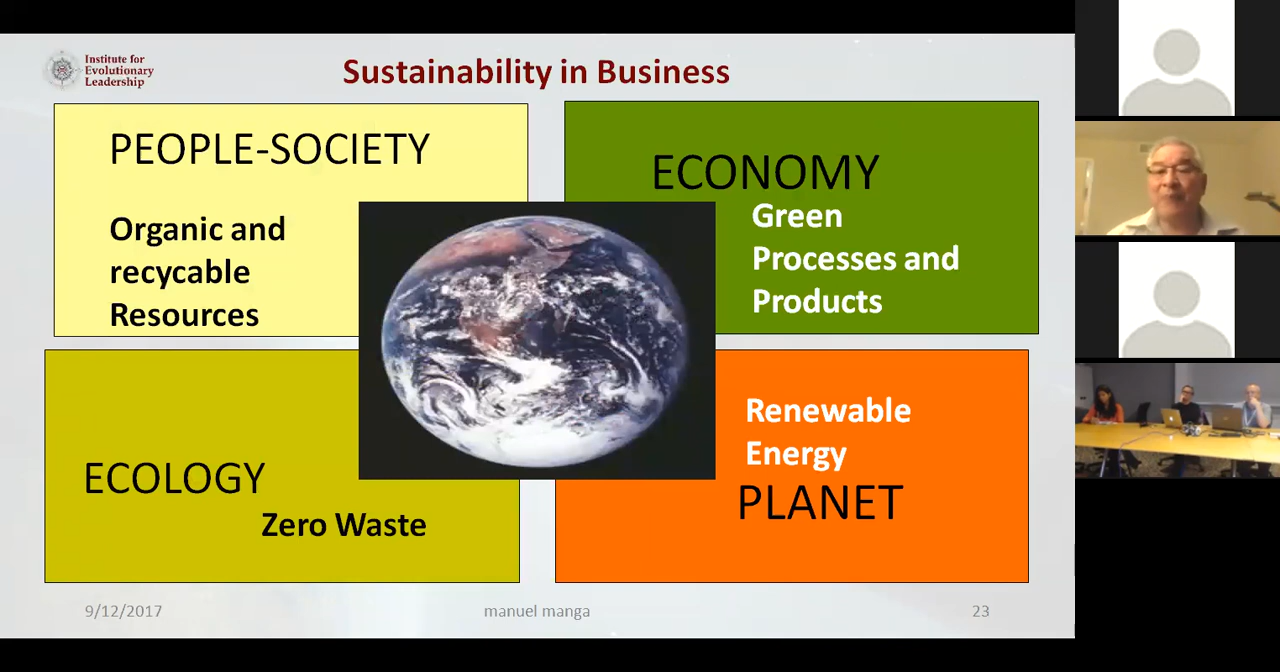 Institute for
Evolutionary
Leadership
Sustainability in Business
PEOPLE-SOCIETY
Organic and
recycable
Resources
ECONOMY
Green
Processes and
Products
ECOLOGY
Zero Waste
Renewable
Energy
PLANET
9/12/2017
manuel manga
23